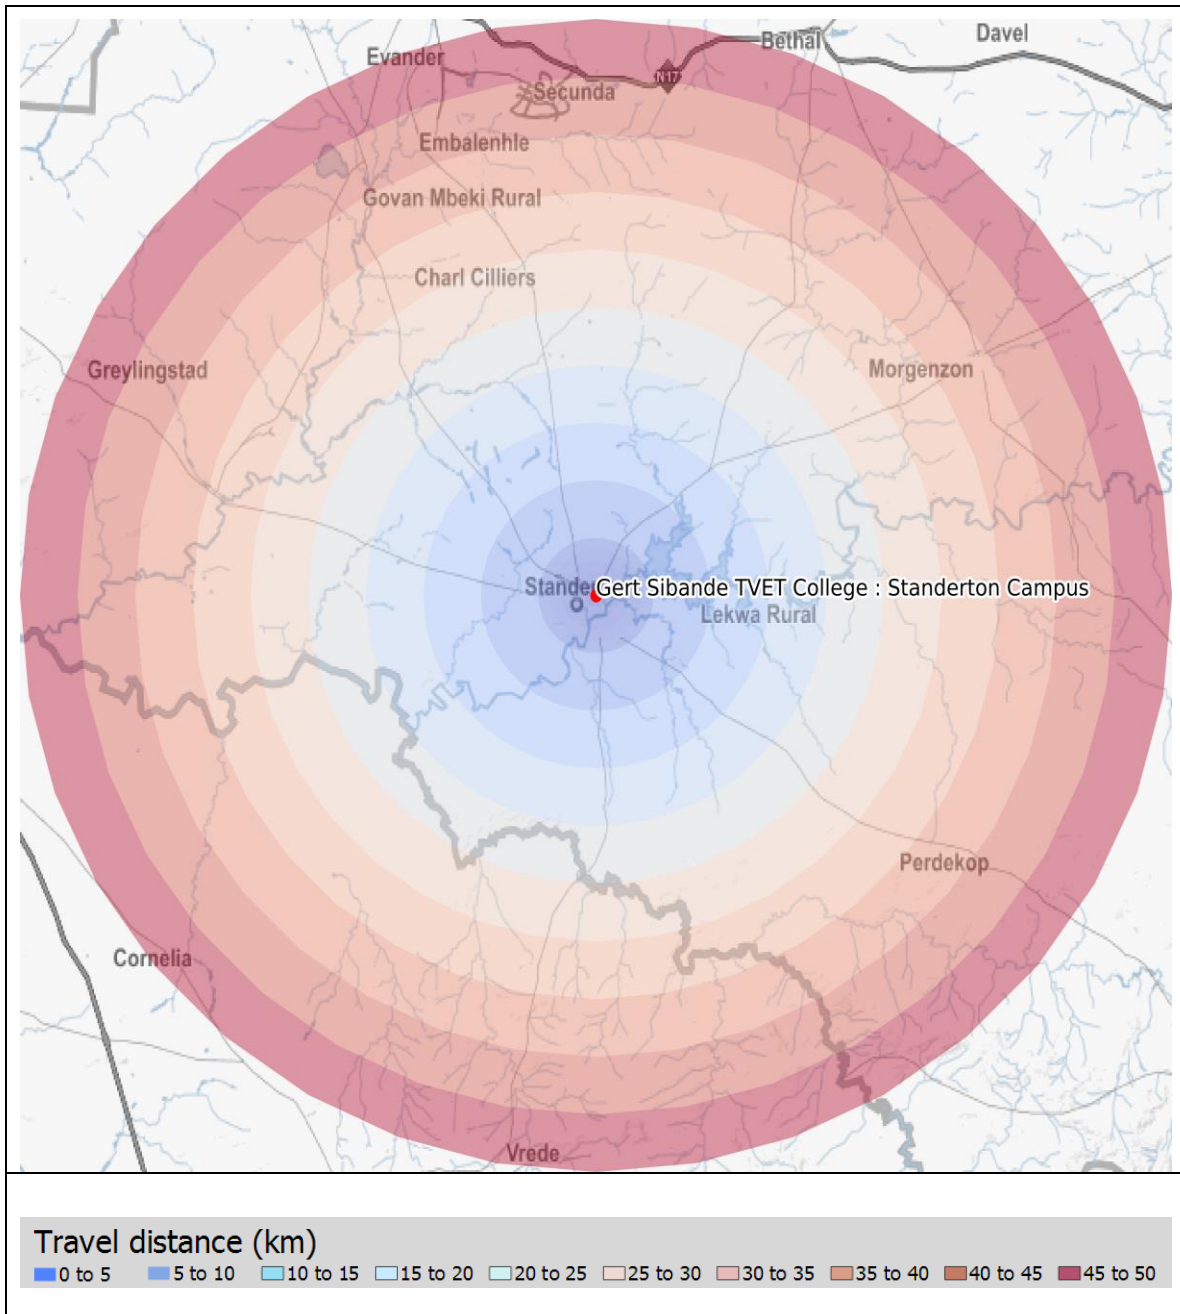 Davel
Bethal
Evander
N17
Secunda
Embalenhle
Govan Mbeki Rural
Charl Cilliers
Greylingstad
Morgenzon
Stande
Gert Sibande TVET College : Standerton Campus
Lekwa Rural
Perdekop
Cornelia
Vrede
Travel distance (km)
0 to 5 5 to 10 10 to 15 15 to 20 20 to 25 25 to 30 30 to 35 35 to 40 40 to 45 45 to 50